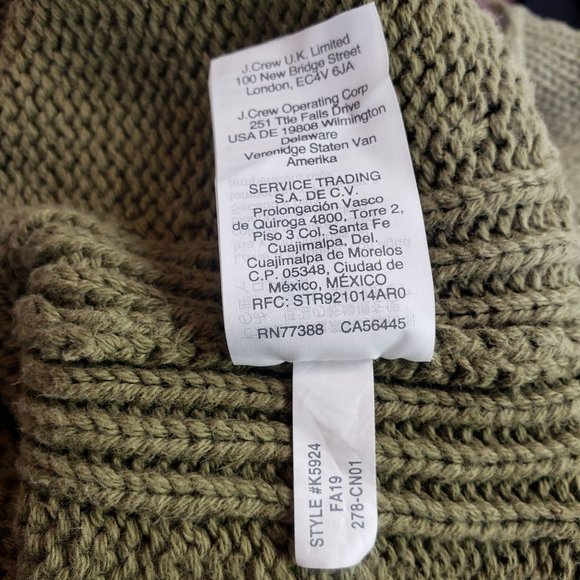 J.Crew U.K. Limited
100 New Bridge Street
London, EC4V 6JA
J.Crew Operating Corp
251 Ttle Falls Drive
USA DE 19808 Wilmington
Delaware
Verenidge Staten Van
Amerika
SERVICE TRADING
S.A. DE C.V.
Prolongación Vasco
de Quiroga 4800, Torre 2,
Piso 3 Col. Santa Fe
Cuajimalpa, Del.
Cuajimalpa de Morelos
C.P. 05348, Ciudad de
México, MÉXICO
RFC: STR921014AR0
RN77388 CA56445
STYLE #K5924
FA19
278-CN01